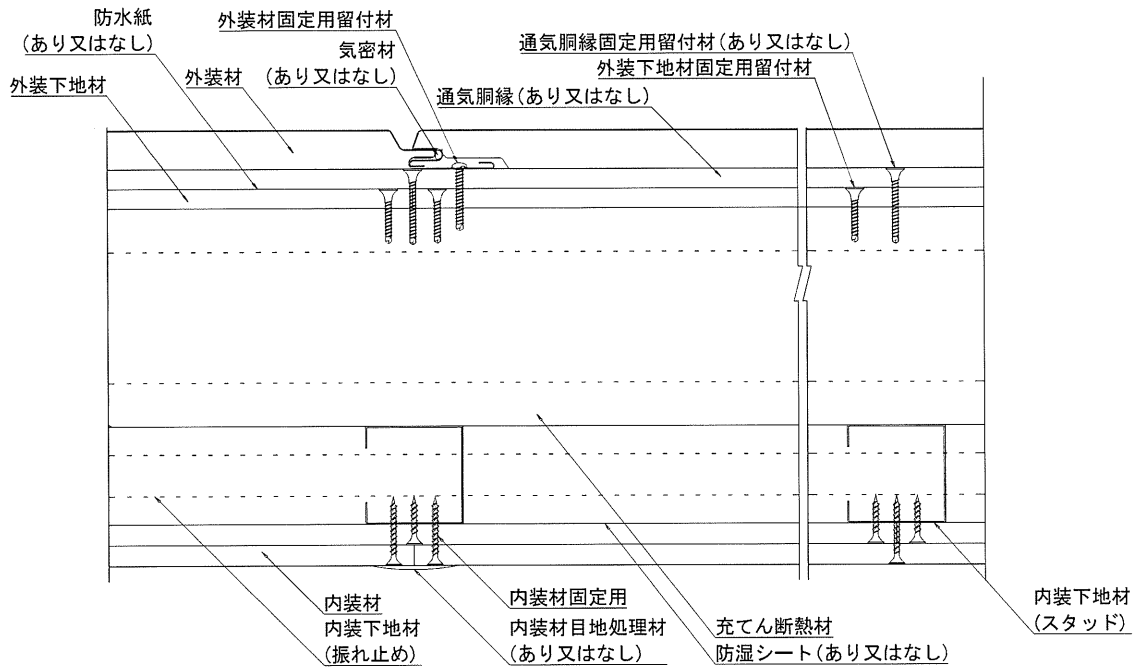 防水紙
(あり又はなし)
外装下地材
外装材
外装材固定用留付材
気密材
(あり又はなし)
通気胴縁固定用留付材(あり又はなし)
外装下地材固定用留付材
通気胴縁(あり又はなし)
内装材
内装下地材
(振れ止め)
内装材固定用
内装材目地処理材
(あり又はなし)
充てん断熱材
防湿シート(あり又はなし)
内装下地材
(スタッド)